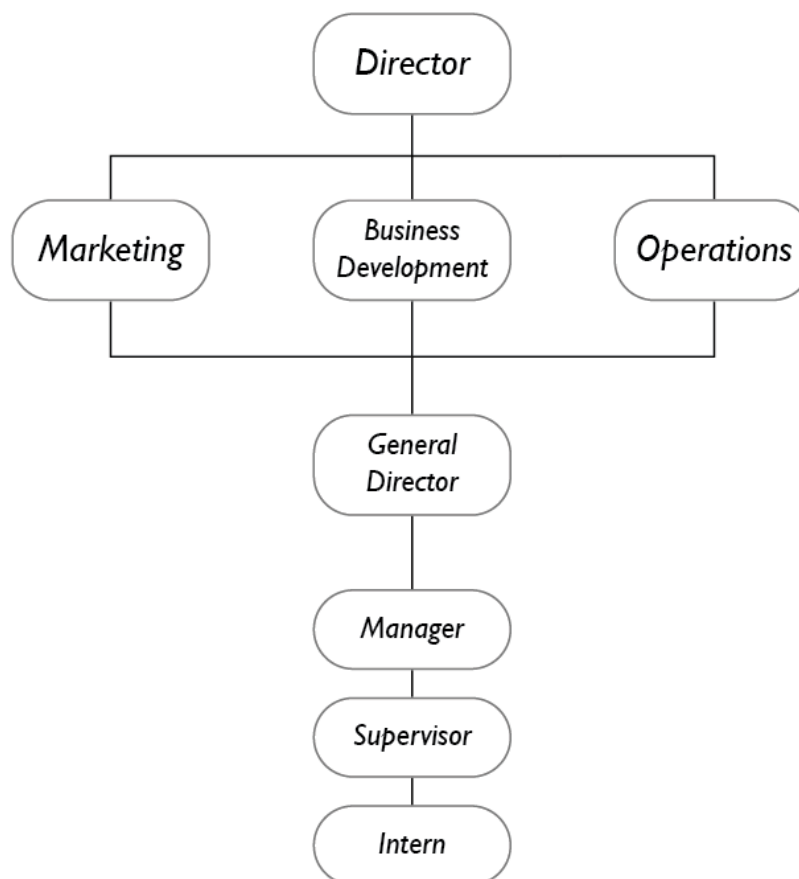 Director
Marketing
Business
Development
Operations
General
Director
Manager
Supervisor
Intern